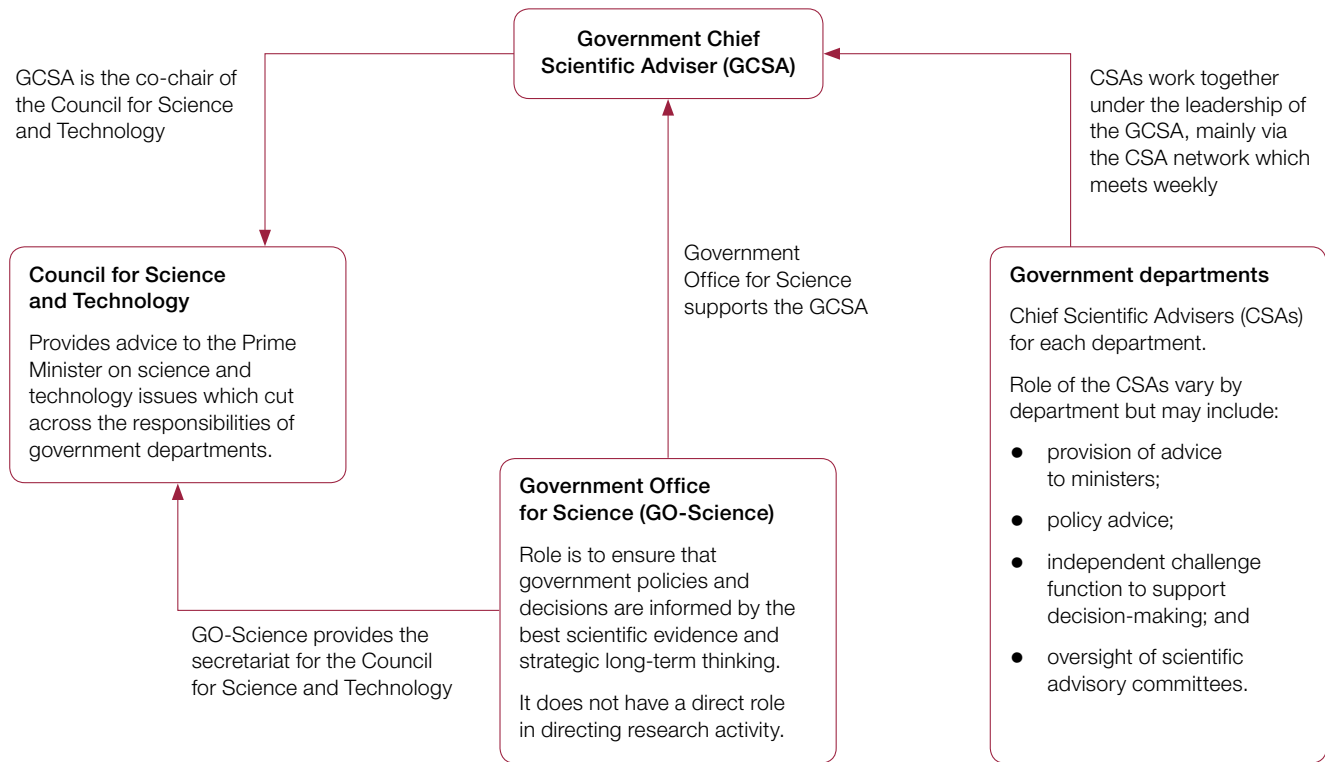 Government Chief
Scientific Adviser (GCSA)
GCSA is the co-chair of
the Council for Science
and Technology
CSAs work together
under the leadership of
the GCSA, mainly via
the CSA network which
meets weekly
Government
Office for Science
supports the GCSA
Council for Science
and Technology
Provides advice to the Prime
Minister on science and
technology issues which cut
across the responsibilities of
government departments.
Government departments
Chief Scientific Advisers (CSAs)
for each department.
Role of the CSAs vary by
department but may include:
● provision of advice
to ministers;
● policy advice;
● independent challenge
function to support
decision-making; and
● oversight of scientific
advisory committees.
Government Office
for Science (GO-Science)
Role is to ensure that
government policies and
decisions are informed by the
best scientific evidence and
strategic long-term thinking.
It does not have a direct role
in directing research activity.
GO-Science provides the
secretariat for the Council
for Science and Technology